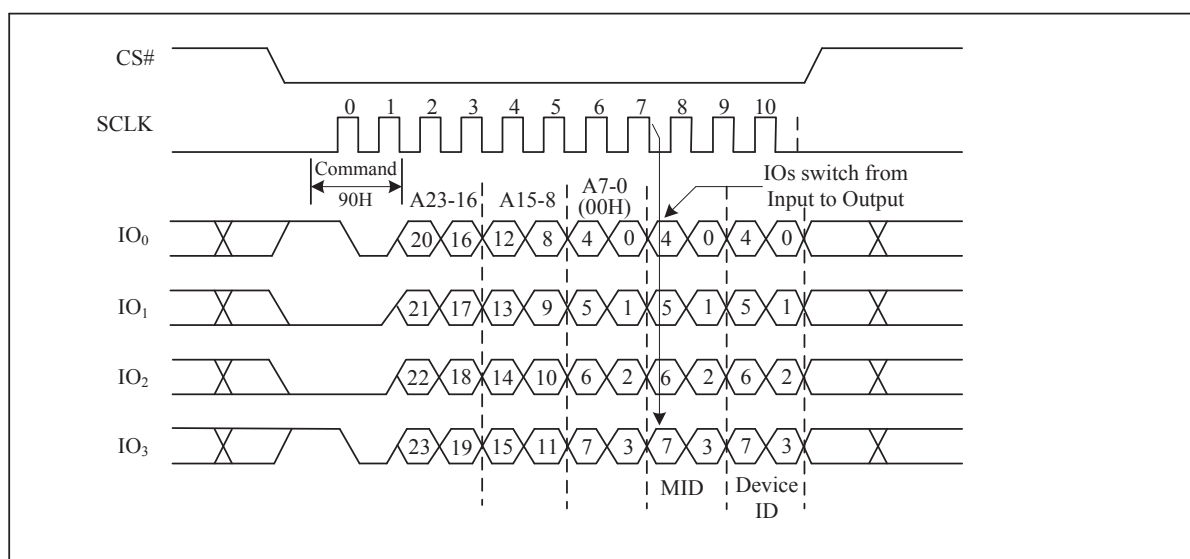 CS#
0 1 2 3 4 5 6 7 8 9 10
SCLK
Command
90H
IOs switch from
Input to Output
A23-16 A15-8 A7-0
(00H)
IO0 20 16 12 8 4 0 4 0 4 0
IO1 21 17 13 9 5 1 5 1 5 1
IO2 22 18 14 10 6 2 6 2 6 2
IO3 23 19 15 11 7 3 7 3 7 3
MID Device
ID